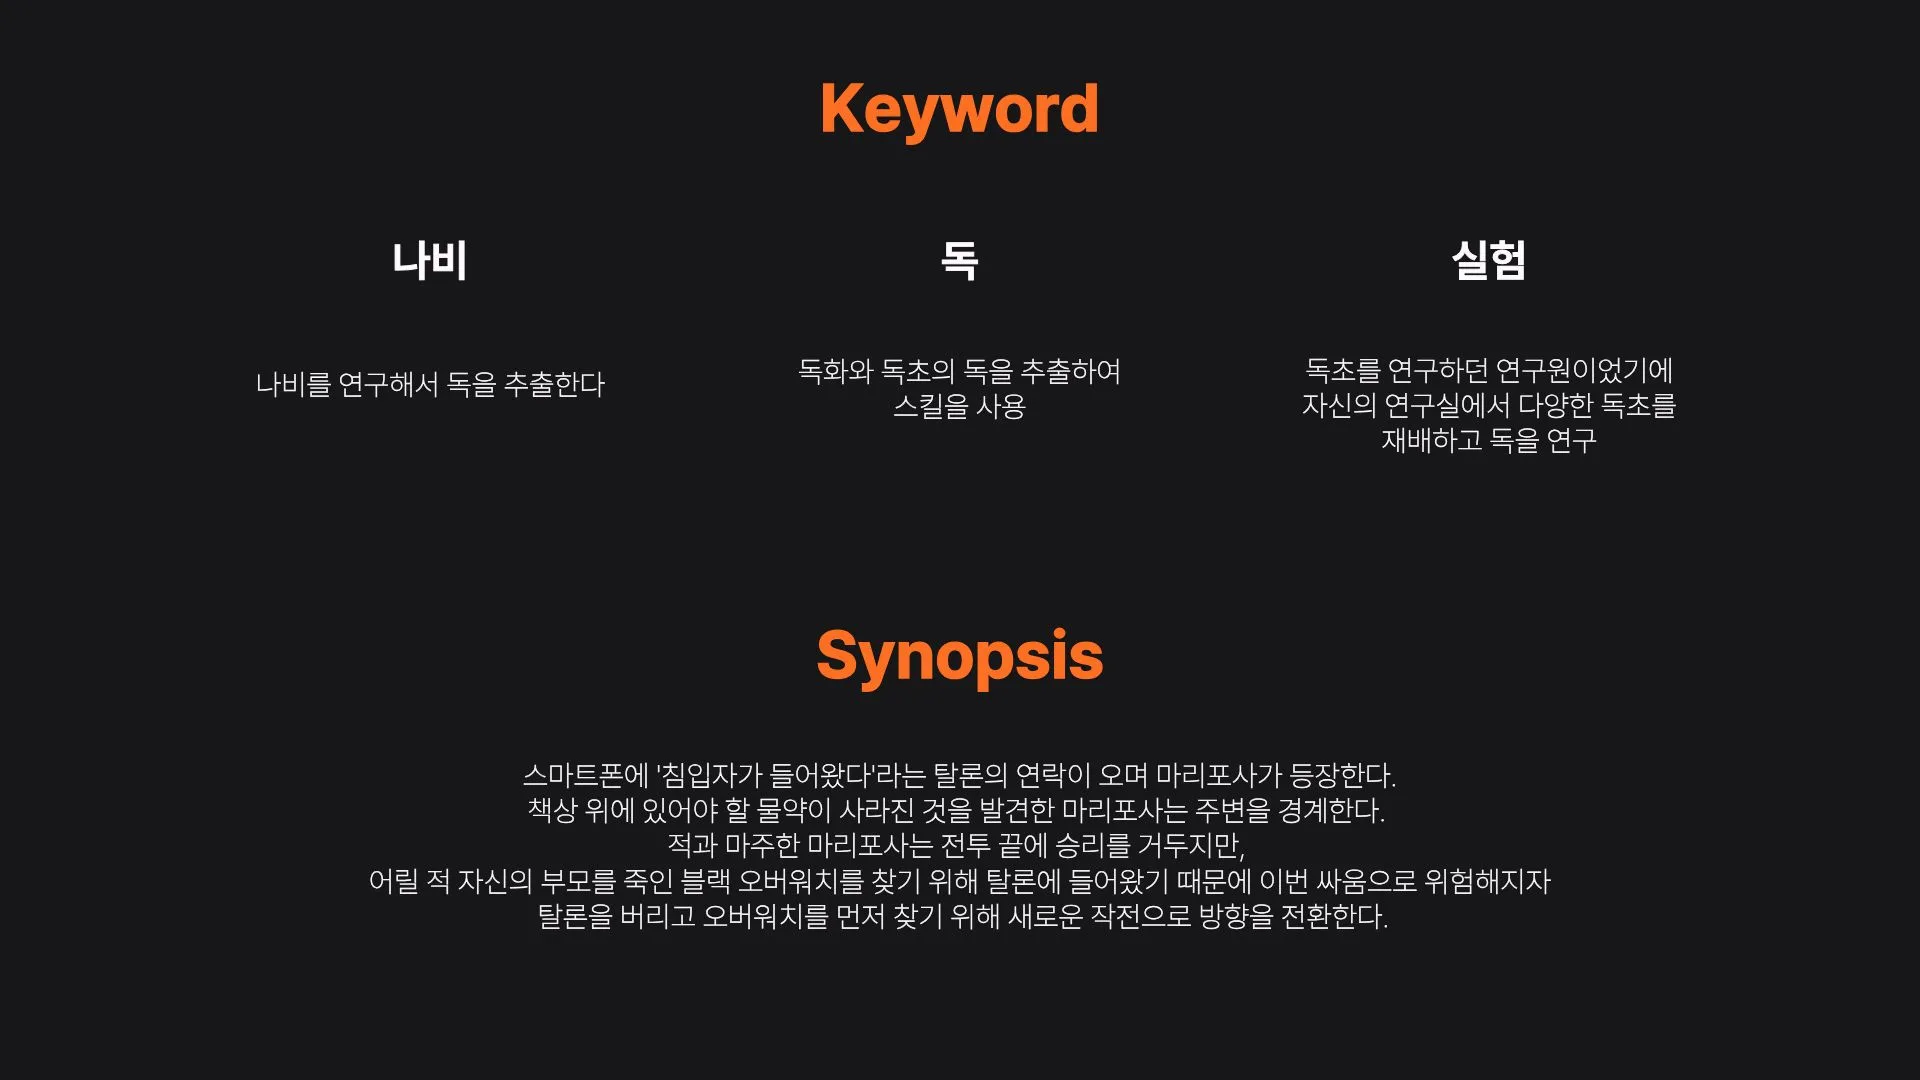 Keyword
나비
독
실험
나비를 연구해서 독을 추출한다
독화와 독초의 독을 추출하여
스킬을 사용
독초를 연구하던 연구원이었기에
자신의 연구실에서 다양한 독초를
재배하고 독을 연구
Synopsis
스마트폰에 '침입자가 들어왔다'라는 탈론의 연락이 오며 마리포사가 등장한다.
책상 위에 있어야 할 물약이 사라진 것을 발견한 마리포사는 주변을 경계한다.
적과 마주한 마리포사는 전투 끝에 승리를 거두지만,
어릴 적 자신의 부모를 죽인 블랙 오버워치를 찾기 위해 탈론에 들어왔기 때문에 이번 싸움으로 위험해지자
탈론을 버리고 오버워치를 먼저 찾기 위해 새로운 작전으로 방향을 전환한다.